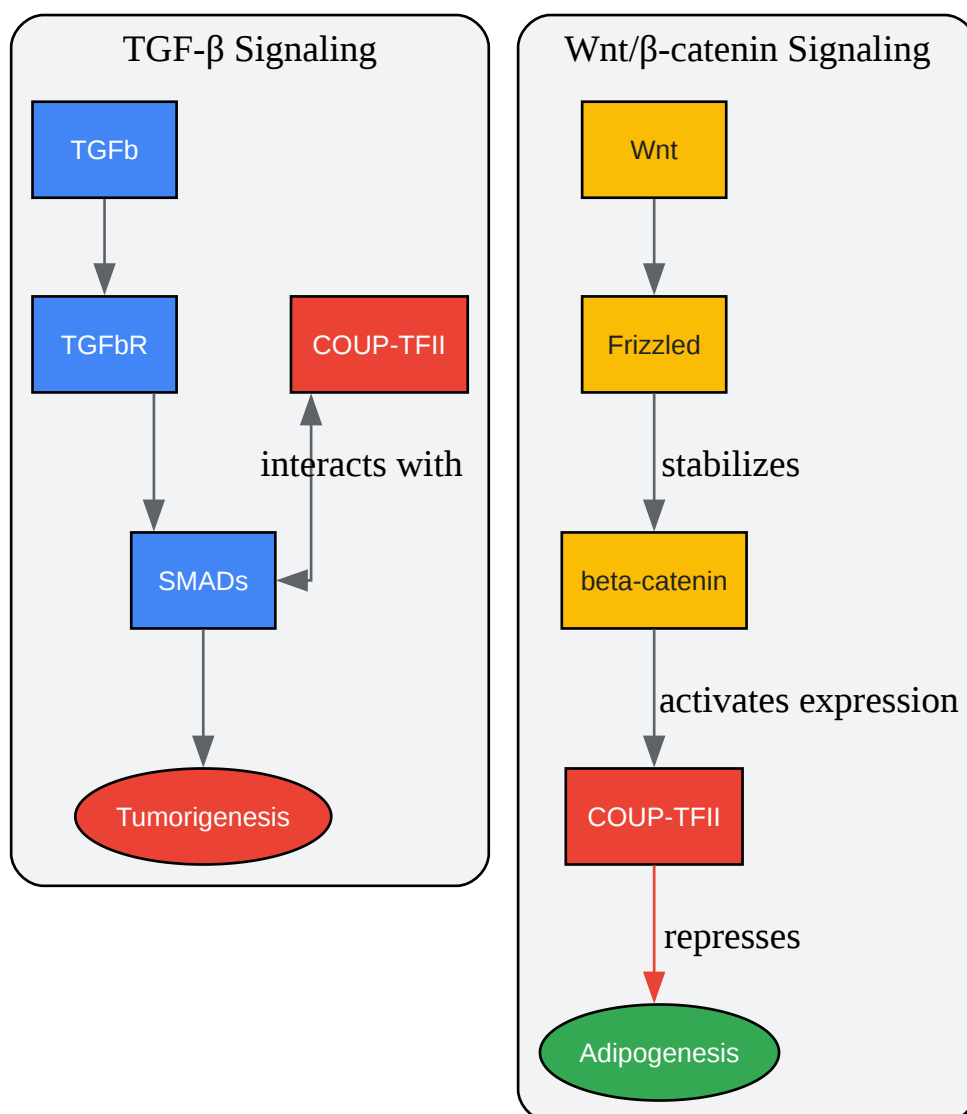 TGF-β Signaling
TGFb
TGFbR
COUP-TFII
interacts with
SMADs
Tumorigenesis
Wnt/β-catenin Signaling
Wnt
Frizzled
stabilizes
beta-catenin
activates expression
COUP-TFII
represses
Adipogenesis